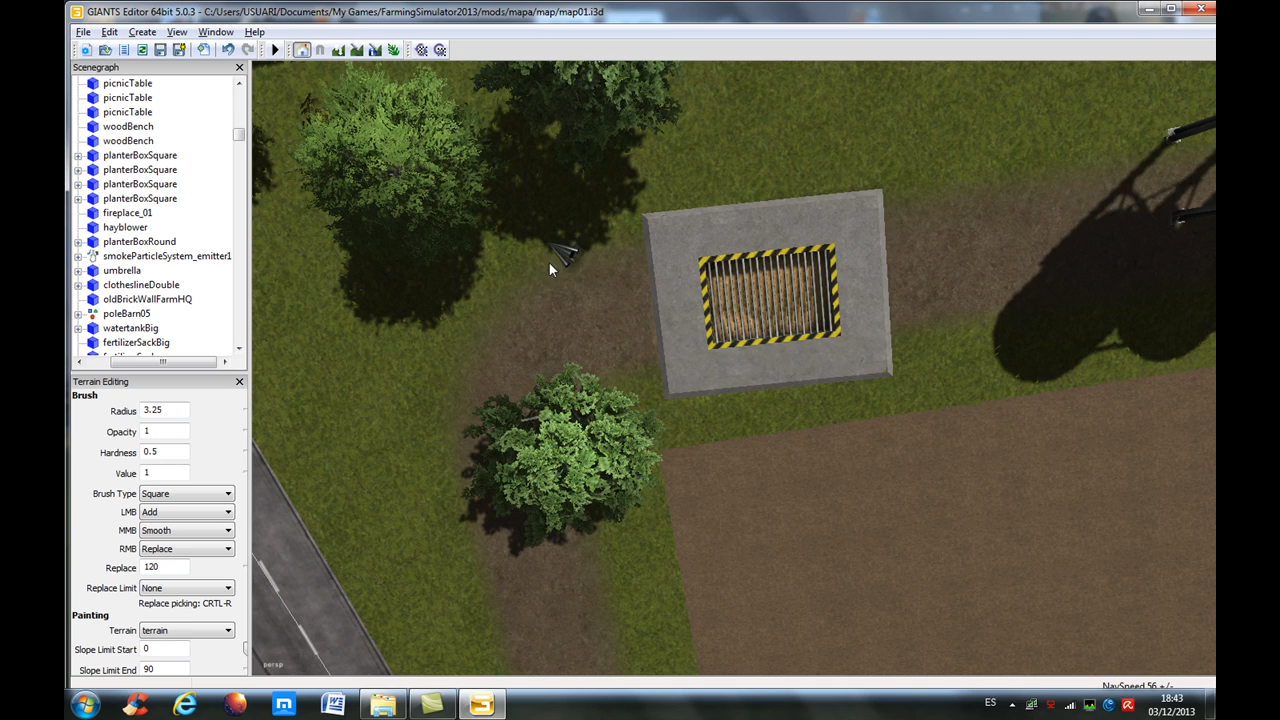 GIANTS Editor 64bit 5.0.3 - C:/Users/USUARI/Documents/My Games/FarmingSimulator2013/mods/mapa/map/map01.i3d
File Edit Create View Window Help
Scenegraph
picnicTable
picnicTable
picnicTable
woodBench
woodBench
planterBoxSquare
planterBoxSquare
planterBoxSquare
planterBoxSquare
fireplace_01
hayblower
planterBoxRound
smokeParticleSystem_emitter1
umbrella
clotheslineDouble
oldBrickWallFarmHQ
poleBarn05
watertankBig
fertilizerSackBig
Terrain Editing
Brush
Radius 3.25
Opacity 1
Hardness 0.5
Value 1
Brush Type Square
LMB Add
MMB Smooth
RMB Replace
Replace 120
Replace Limit None
Replace picking: CRTL-R
Painting
Terrain terrain
Slope Limit Start 0
Slope Limit End 90
persp
NavSpeed 56 +/-
ES
18:43
03/12/2013